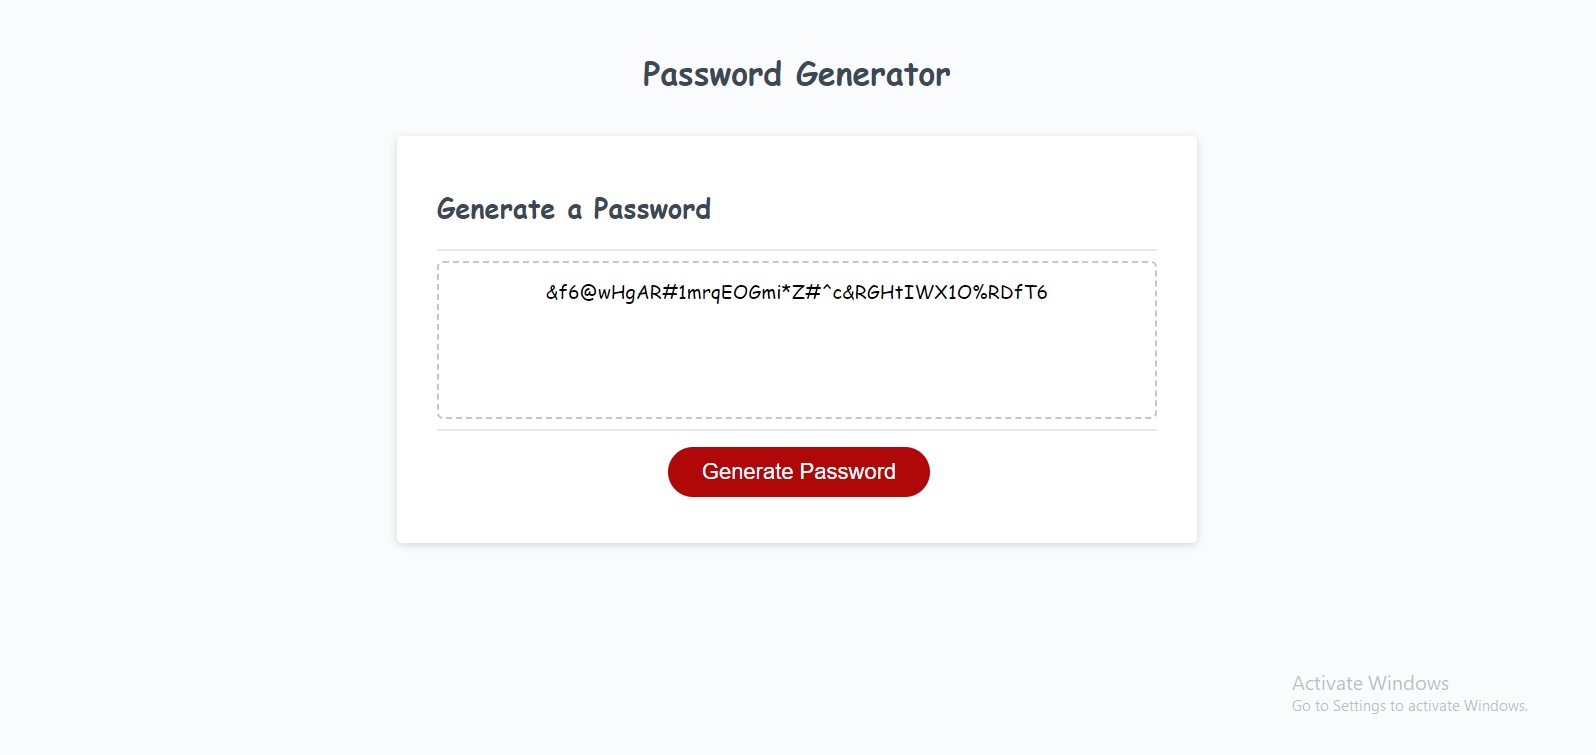 Password Generator
Generate a Password
&f6@wHgAR#1mrqEOGmi*Z#^c&RGHtIWX1O%RDfT6
Generate Password
Activate Windows
Go to Settings to activate Windows.